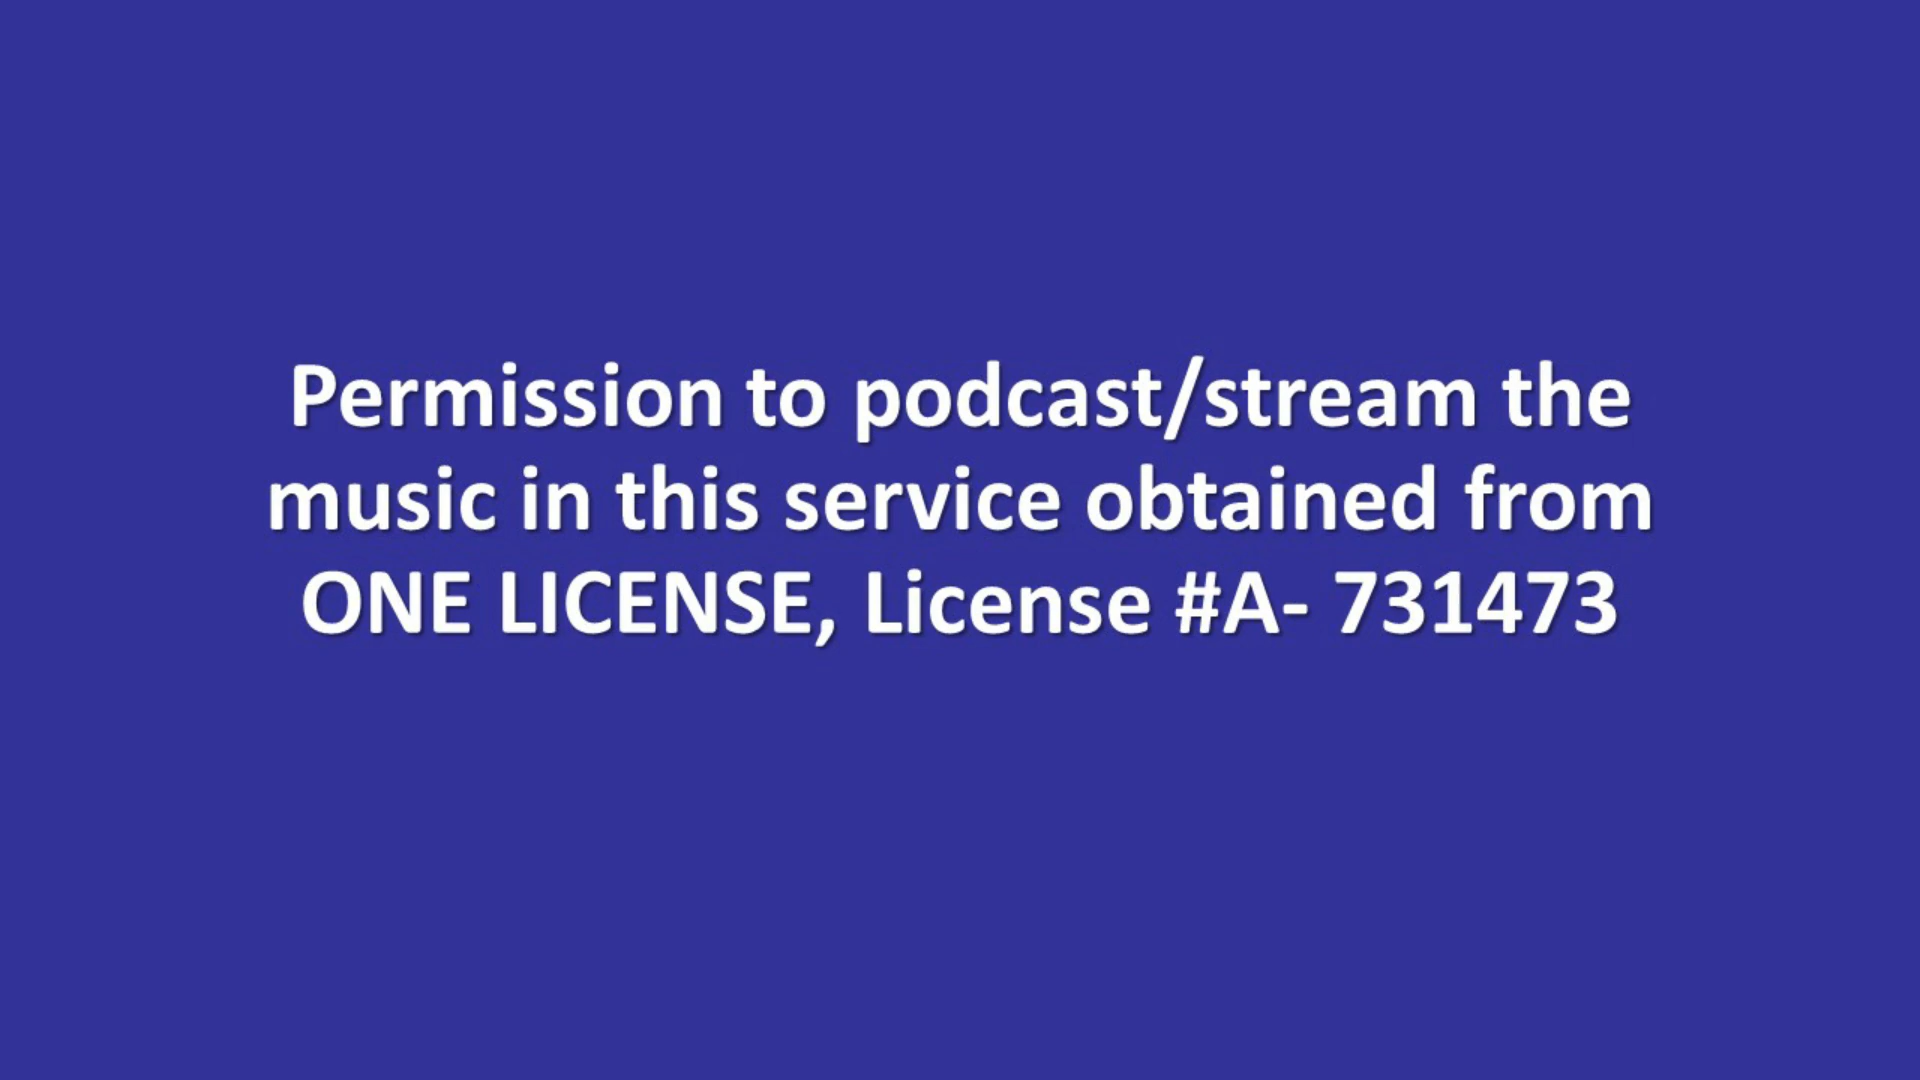 Permission to podcast/stream the
music in this service obtained from
ONE LICENSE, License #A- 731473